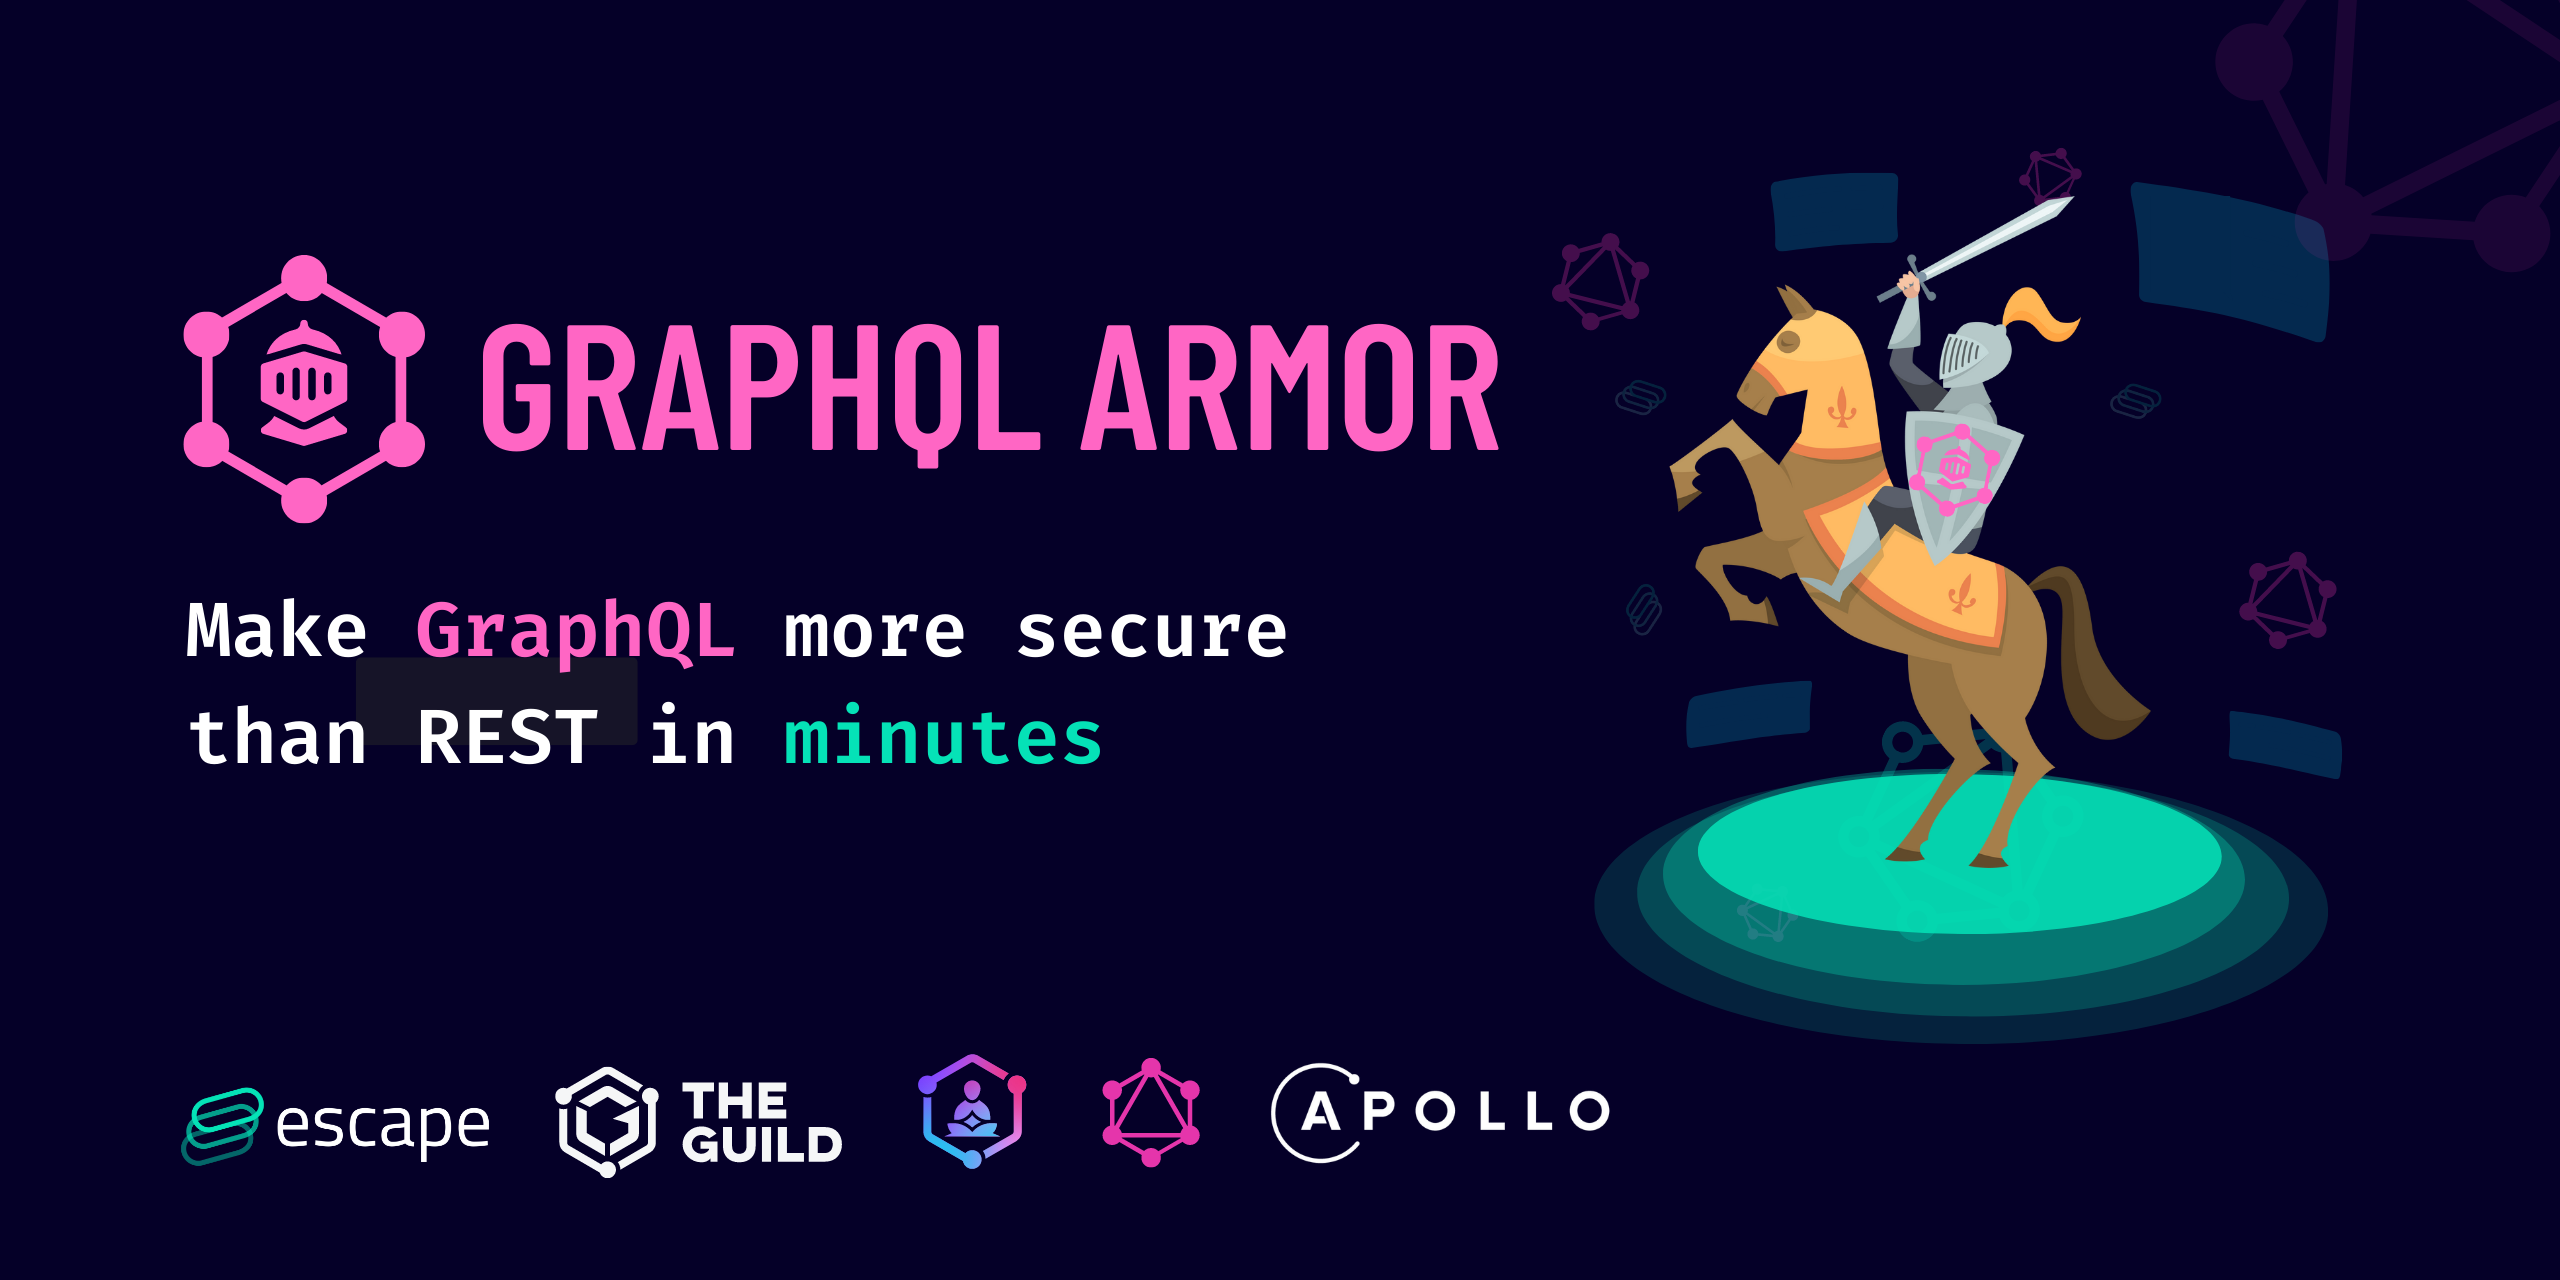 GRAPHQL ARMOR
Make GraphQL more secure
than REST in minutes
escape
THE
GUILD
APOLLO